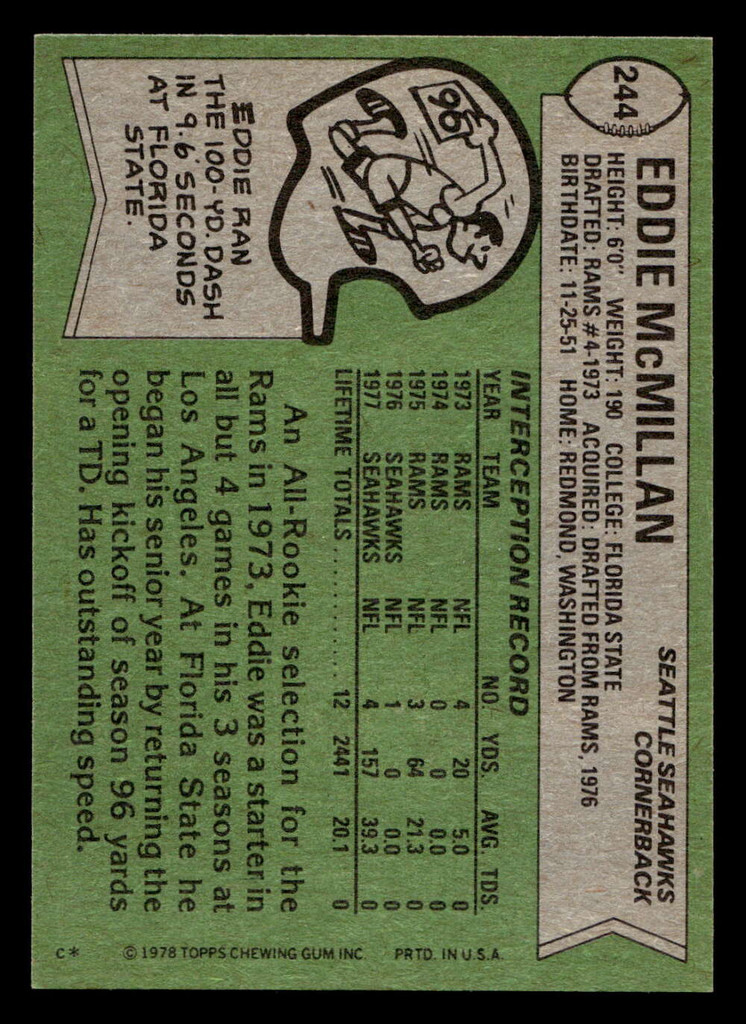 244
EDDIE McMILLAN
SEATTLE SEAHAWKS
CORNERBACK
HEIGHT: 6'0" WEIGHT: 190 COLLEGE: FLORIDA STATE
DRAFTED: RAMS #4-1973 ACQUIRED: DRAFTED FROM RAMS, 1976
BIRTHDATE: 11-25-51 HOME: REDMOND, WASHINGTON
96
EDDIE RAN
THE 100-YD. DASH
IN 9.6 SECONDS
AT FLORIDA
STATE.
INTERCEPTION RECORD
YEAR TEAM NO. YDS. AVG. TDS.
1973 RAMS NFL 4 20 5.0 0
1974 RAMS NFL 0 0 0.0 0
1975 RAMS NFL 3 64 21.3 0
1976 SEAHAWKS NFL 1 0 0.0 0
1977 SEAHAWKS NFL 4 157 39.3 0
LIFETIME TOTALS .............. 12 2441 20.1 0
An All-Rookie selection for the
Rams in 1973, Eddie was a starter in
all but 4 games in his 3 seasons at
Los Angeles. At Florida State he
began his senior year by returning the
opening kickoff of season 96 yards
for a TD. Has outstanding speed.
C* © 1978 TOPPS CHEWING GUM INC. PRTD. IN U.S.A.